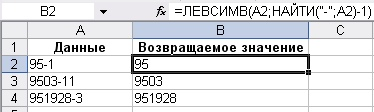 B2 =ЛЕВСИМВ(A2;НАЙТИ("-";A2)-1)
A B C
1 Данные Возвращаемое значение
2 95-1 95
3 9503-11 9503
4 951928-3 951928